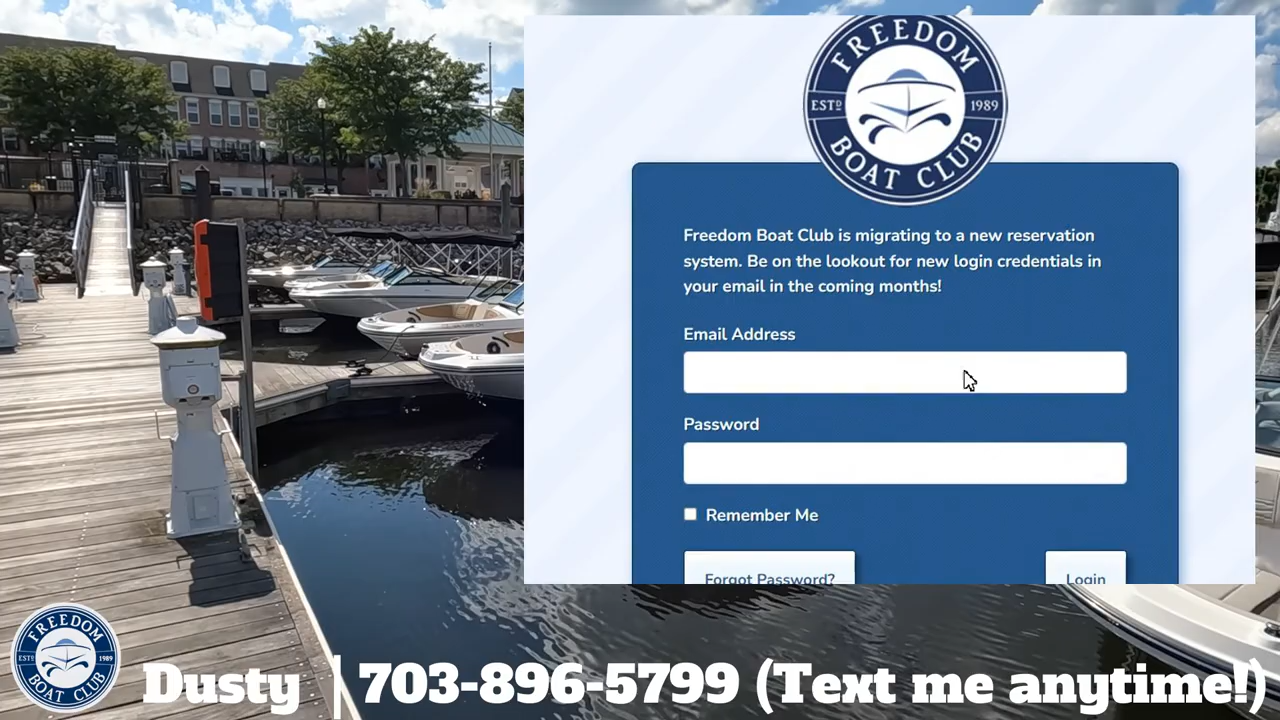 FREEDOM
ESTD 1989
BOAT CLUB
Freedom Boat Club is migrating to a new reservation
system. Be on the lookout for new login credentials in
your email in the coming months!
Email Address
Password
Remember Me
Forgot Password?
Login
FREEDOM
ESTD 1989
BOAT CLUB
Dusty | 703-896-5799 (Text me anytime!)